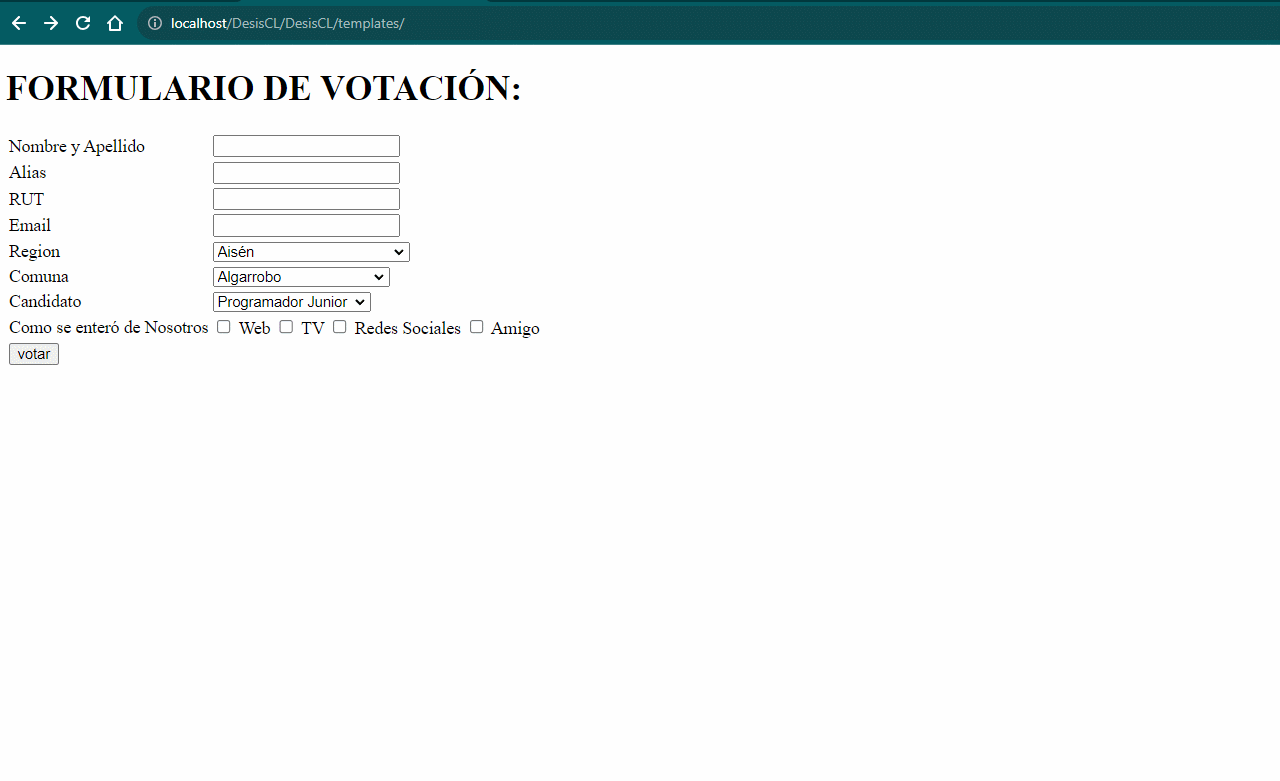 localhost/DesisCL/DesisCL/templates/
FORMULARIO DE VOTACIÓN:
Nombre y Apellido
Alias
RUT
Email
Region Aisén
Comuna Algarrobo
Candidato Programador Junior
Como se enteró de Nosotros Web TV Redes Sociales Amigo
votar